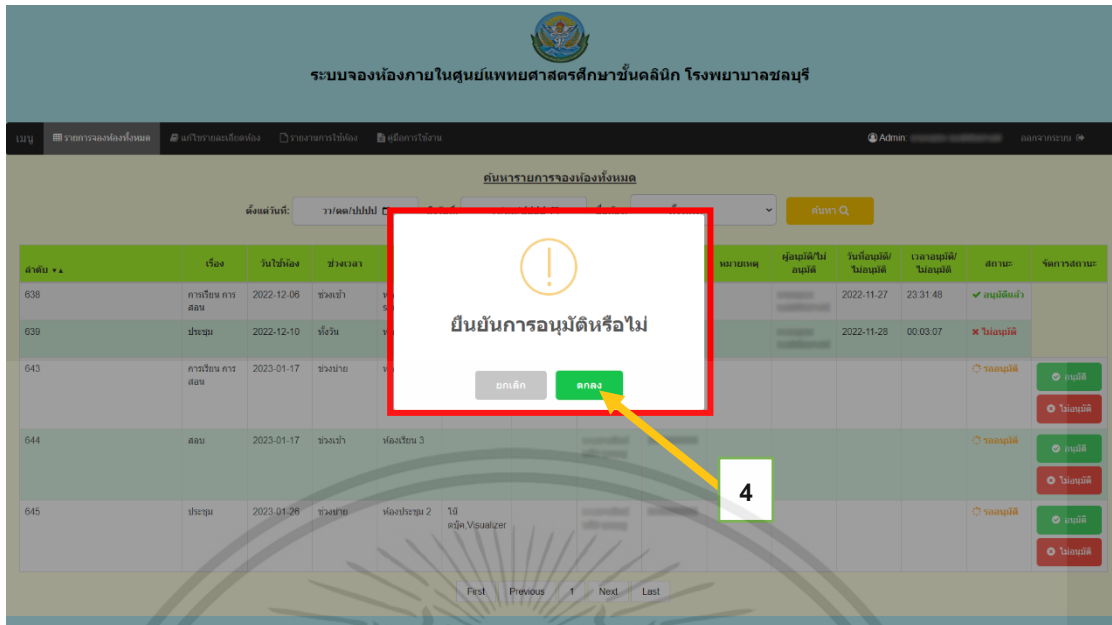 ระบบจองห้องภายในศูนย์แพทยศาสตรศึกษาชั้นคลินิก โรงพยาบาลชลบุรี
เมนู รายการจองห้องทั้งหมด แก้ไขรายละเอียดห้อง รายงานการใช้ห้อง คู่มือการใช้งาน Admin: ออกจากระบบ
ค้นหารายการจองห้องทั้งหมด
ตั้งแต่วันที่: วว/ดด/ปปปป ค้นหา
ลำดับ เรื่อง วันใช้ห้อง ช่วงเวลา หมายเหตุ ผู้อนุมัติ/ไม่อนุมัติ วันที่อนุมัติ/ไม่อนุมัติ เวลาอนุมัติ/ไม่อนุมัติ สถานะ จัดการสถานะ
638 การเรียน การสอน 2022-12-06 ช่วงเช้า 2022-11-27 23:31:48 อนุมัติแล้ว
639 ประชุม 2022-12-10 ทั้งวัน 2022-11-28 00:03:07 ไม่อนุมัติ
ยืนยันการอนุมัติหรือไม่
ยกเลิก ตกลง
643 การเรียน การสอน 2023-01-17 ช่วงบ่าย รออนุมัติ อนุมัติ
ไม่อนุมัติ
644 สอบ 2023-01-17 ช่วงเช้า ห้องเรียน 3 รออนุมัติ อนุมัติ
ไม่อนุมัติ
4
645 ประชุม 2023-01-26 ช่วงบ่าย ห้องประชุม 2 โน๊ตบุ๊ค,Visualizer รออนุมัติ อนุมัติ
ไม่อนุมัติ
First Previous 1 Next Last